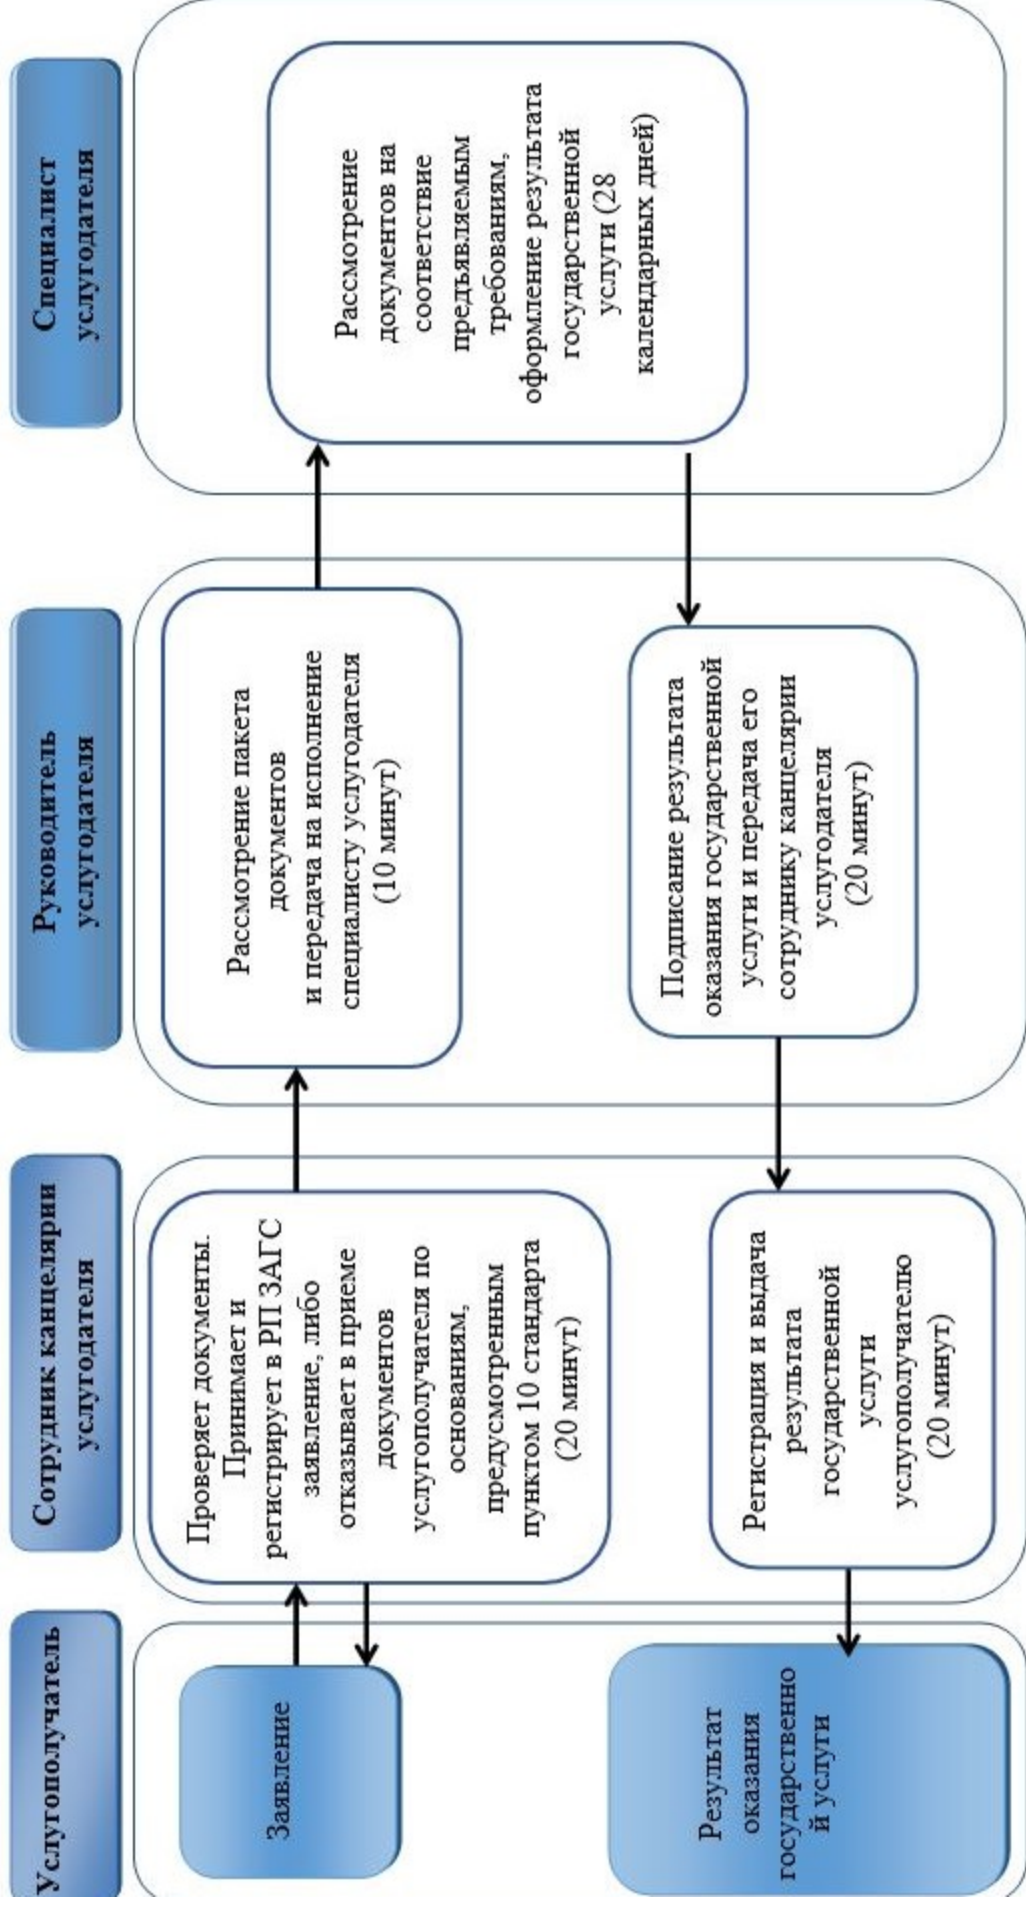 Услугополучатель
Сотрудник канцелярии
услугодателя
Руководитель
услугодателя
Специалист
услугодателя
Заявление
Проверяет документы.
Принимает и
регистрирует в РП ЗАГС
заявление, либо
отказывает в приеме
документов
услугополучателя по
основаниям,
предусмотренным
пунктом 10 стандарта
(20 минут)
Рассмотрение пакета
документов
и передача на исполнение
специалисту услугодателя
(10 минут)
Рассмотрение
документов на
соответствие
предъявляемым
требованиям,
оформление результата
государственной
услуги (28
календарных дней)
Подписание результата
оказания государственной
услуги и передача его
сотруднику канцелярии
услугодателя
(20 минут)
Регистрация и выдача
результата
государственной
услуги
услугополучателю
(20 минут)
Результат
оказания
государственно
й услуги